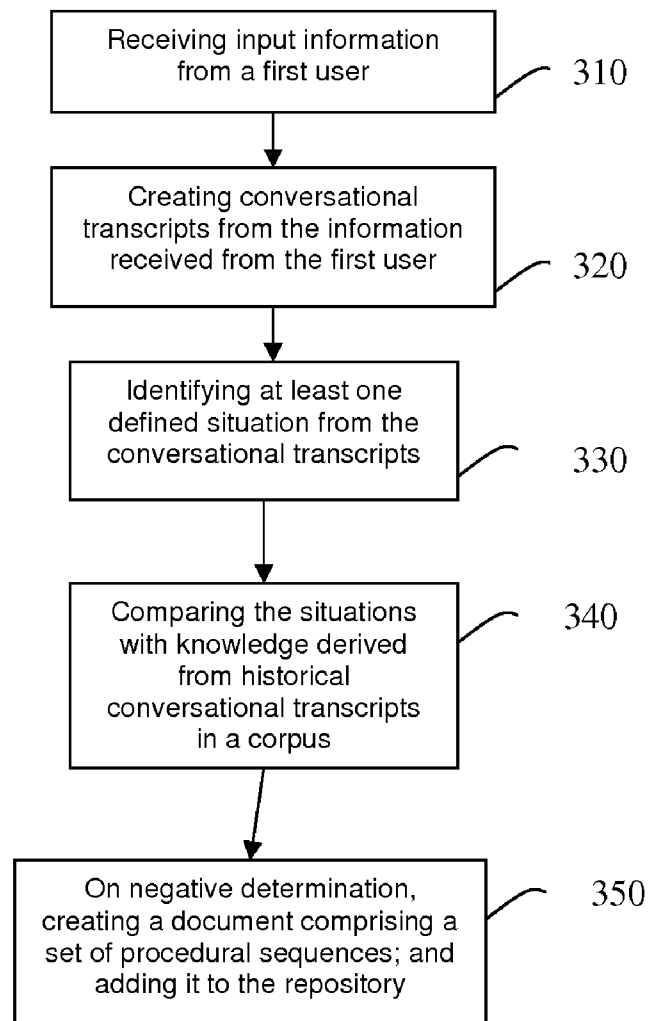 Receiving input information
from a first user
310
Creating conversational
transcripts from the information
received from the first user
320
Identifying at least one
defined situation from the
conversational transcripts
330
Comparing the situations
with knowledge derived
from historical
conversational transcripts
in a corpus
340
On negative determination,
creating a document comprising a
set of procedural sequences; and
adding it to the repository
350